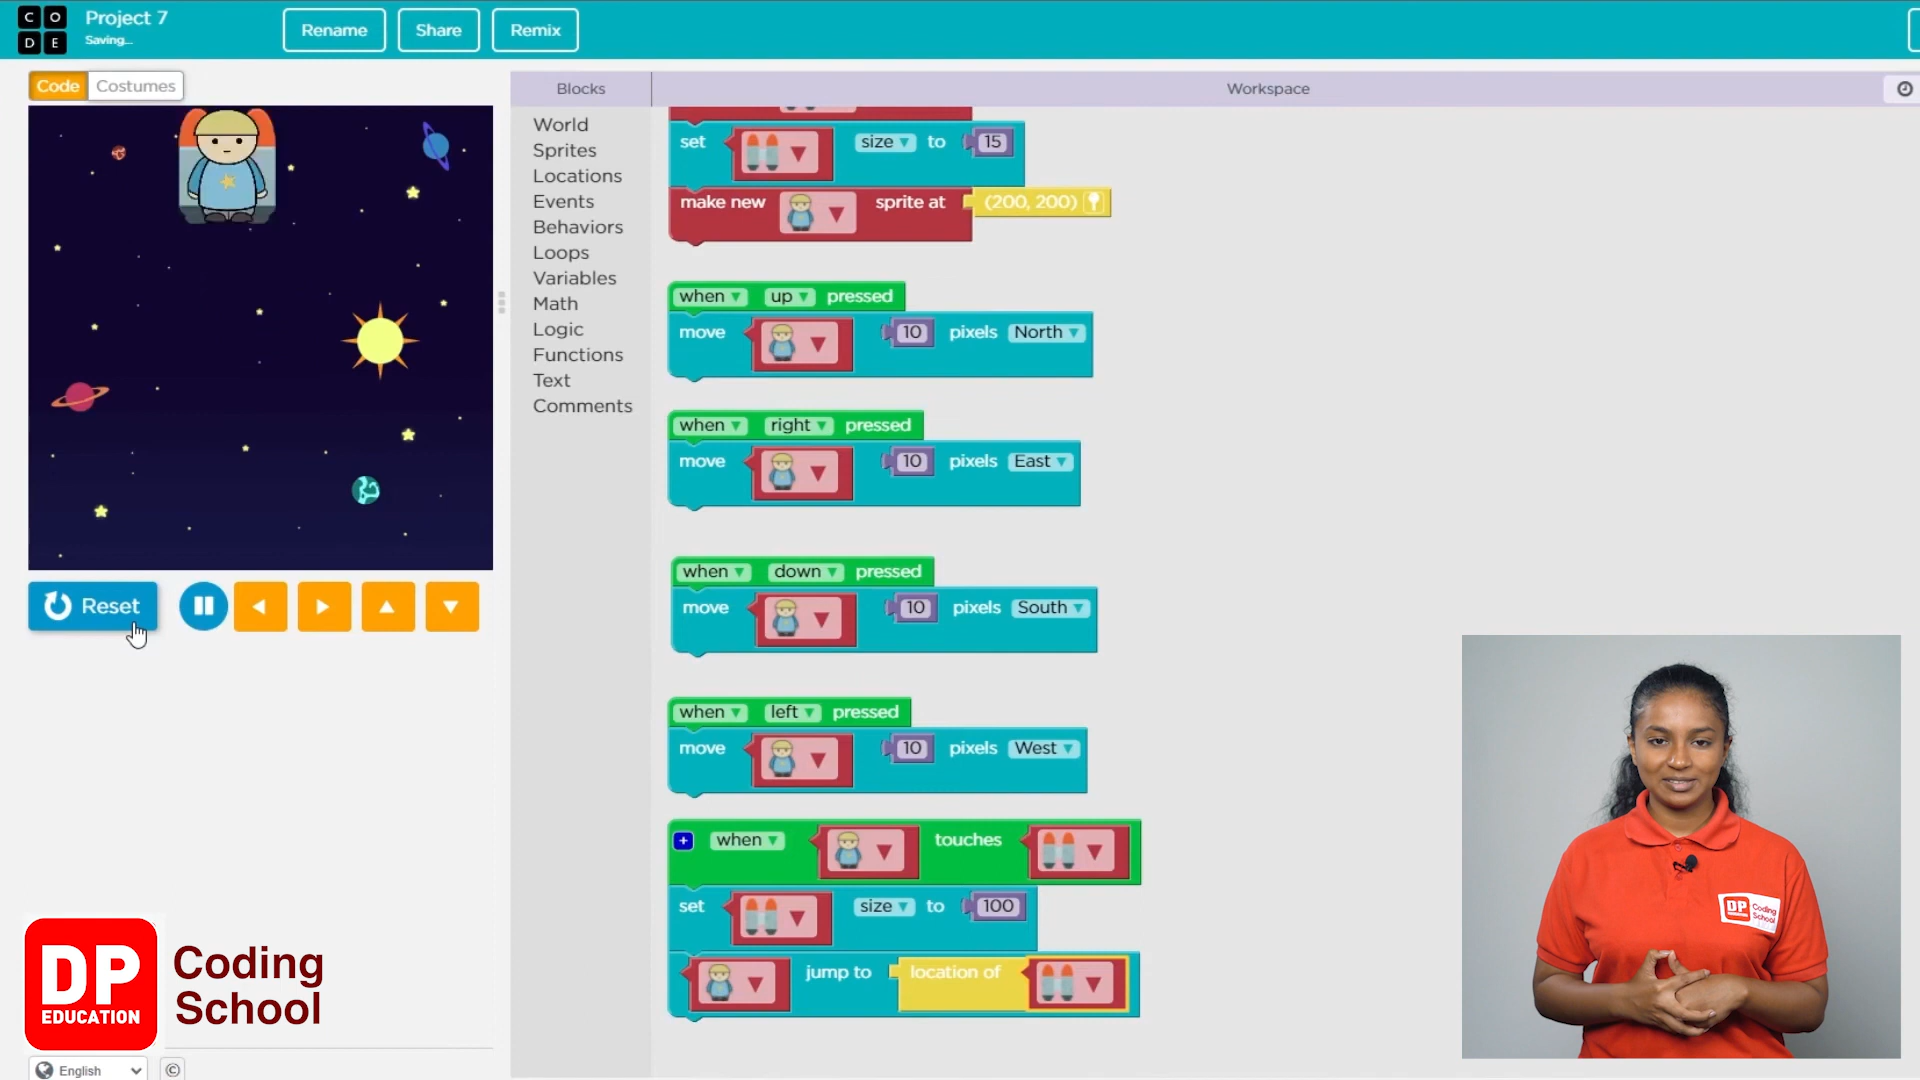 C O
D E
Project 7
Saving...
Rename
Share
Remix
Code
Costumes
Reset
Blocks
Workspace
World
Sprites
Locations
Events
Behaviors
Loops
Variables
Math
Logic
Functions
Text
Comments
set size to 15
make new sprite at (200, 200)
when up pressed
move 10 pixels North
when right pressed
move 10 pixels East
when down pressed
move 10 pixels South
when left pressed
move 10 pixels West
when touches
set size to 100
jump to location of
DP
EDUCATION
Coding
School
English
©
DP
Coding
School